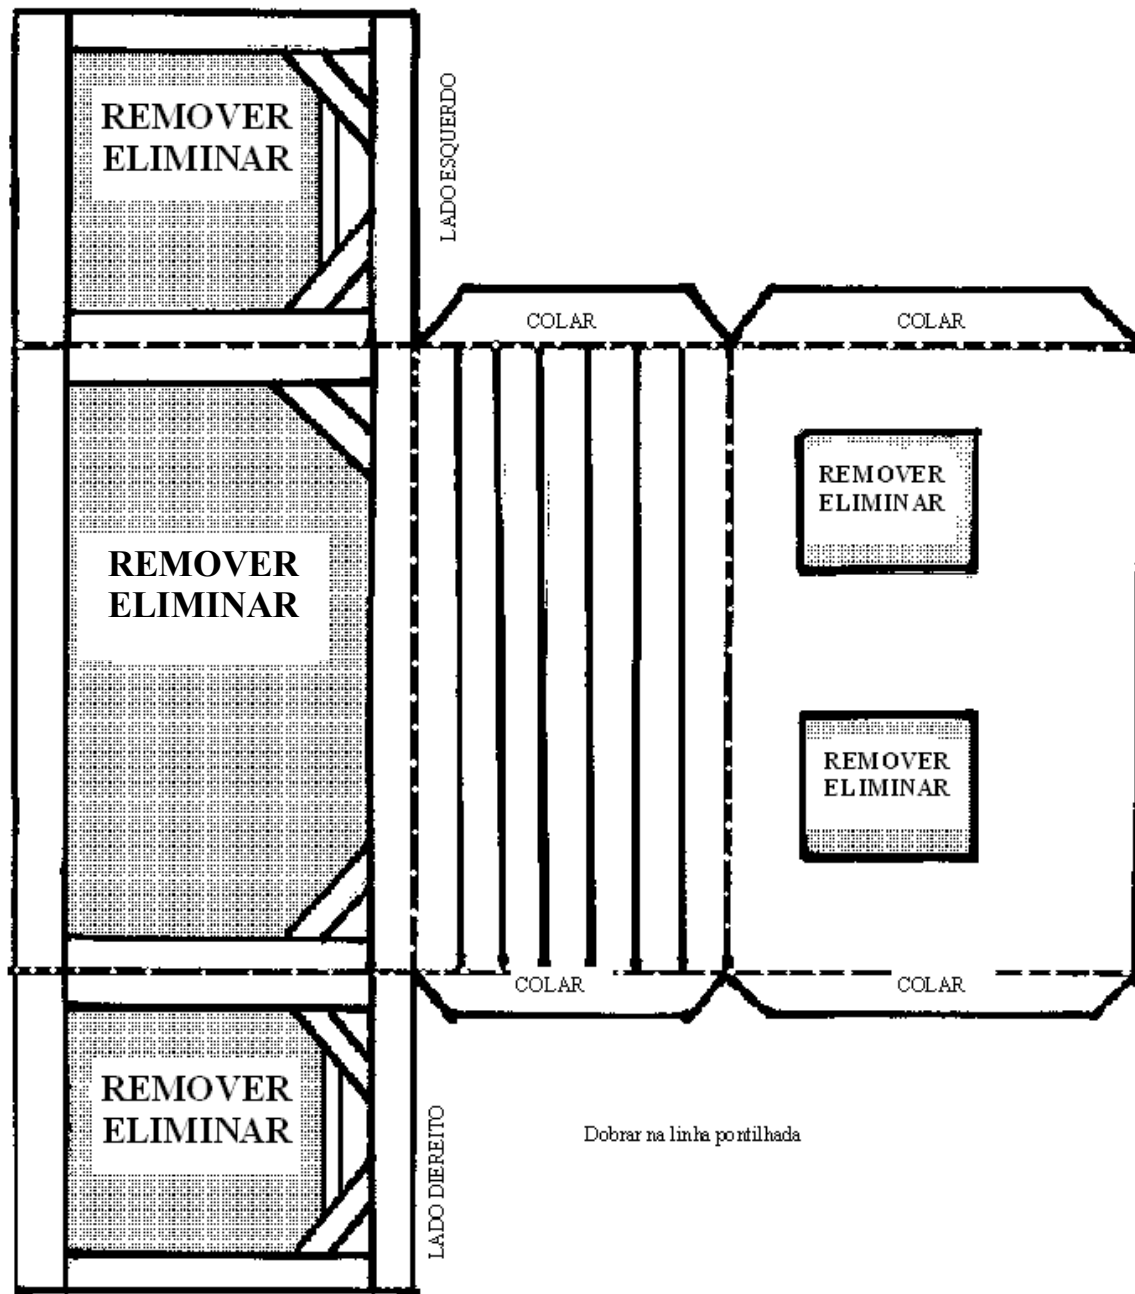 REMOVER
ELIMINAR
LADO ESQUERDO
COLAR
COLAR
REMOVER
ELIMINAR
REMOVER
ELIMINAR
REMOVER
ELIMINAR
COLAR
COLAR
REMOVER
ELIMINAR
LADO DIEREITO
Dobrar na linha pontilhada